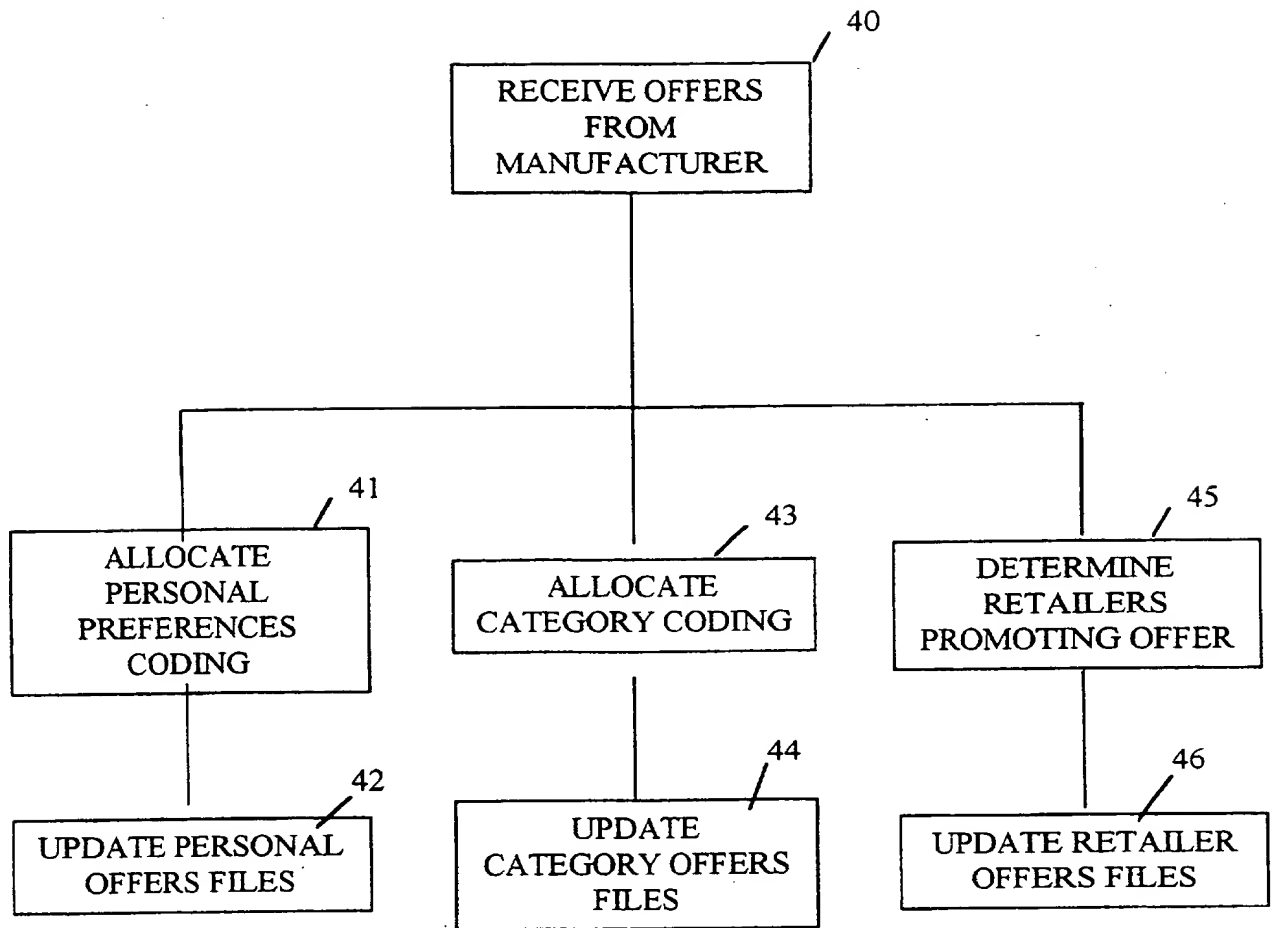 40
RECEIVE OFFERS
FROM
MANUFACTURER
41
ALLOCATE
PERSONAL
PREFERENCES
CODING
43
ALLOCATE
CATEGORY CODING
45
DETERMINE
RETAILERS
PROMOTING OFFER
42
UPDATE PERSONAL
OFFERS FILES
44
UPDATE
CATEGORY OFFERS
FILES
46
UPDATE RETAILER
OFFERS FILES